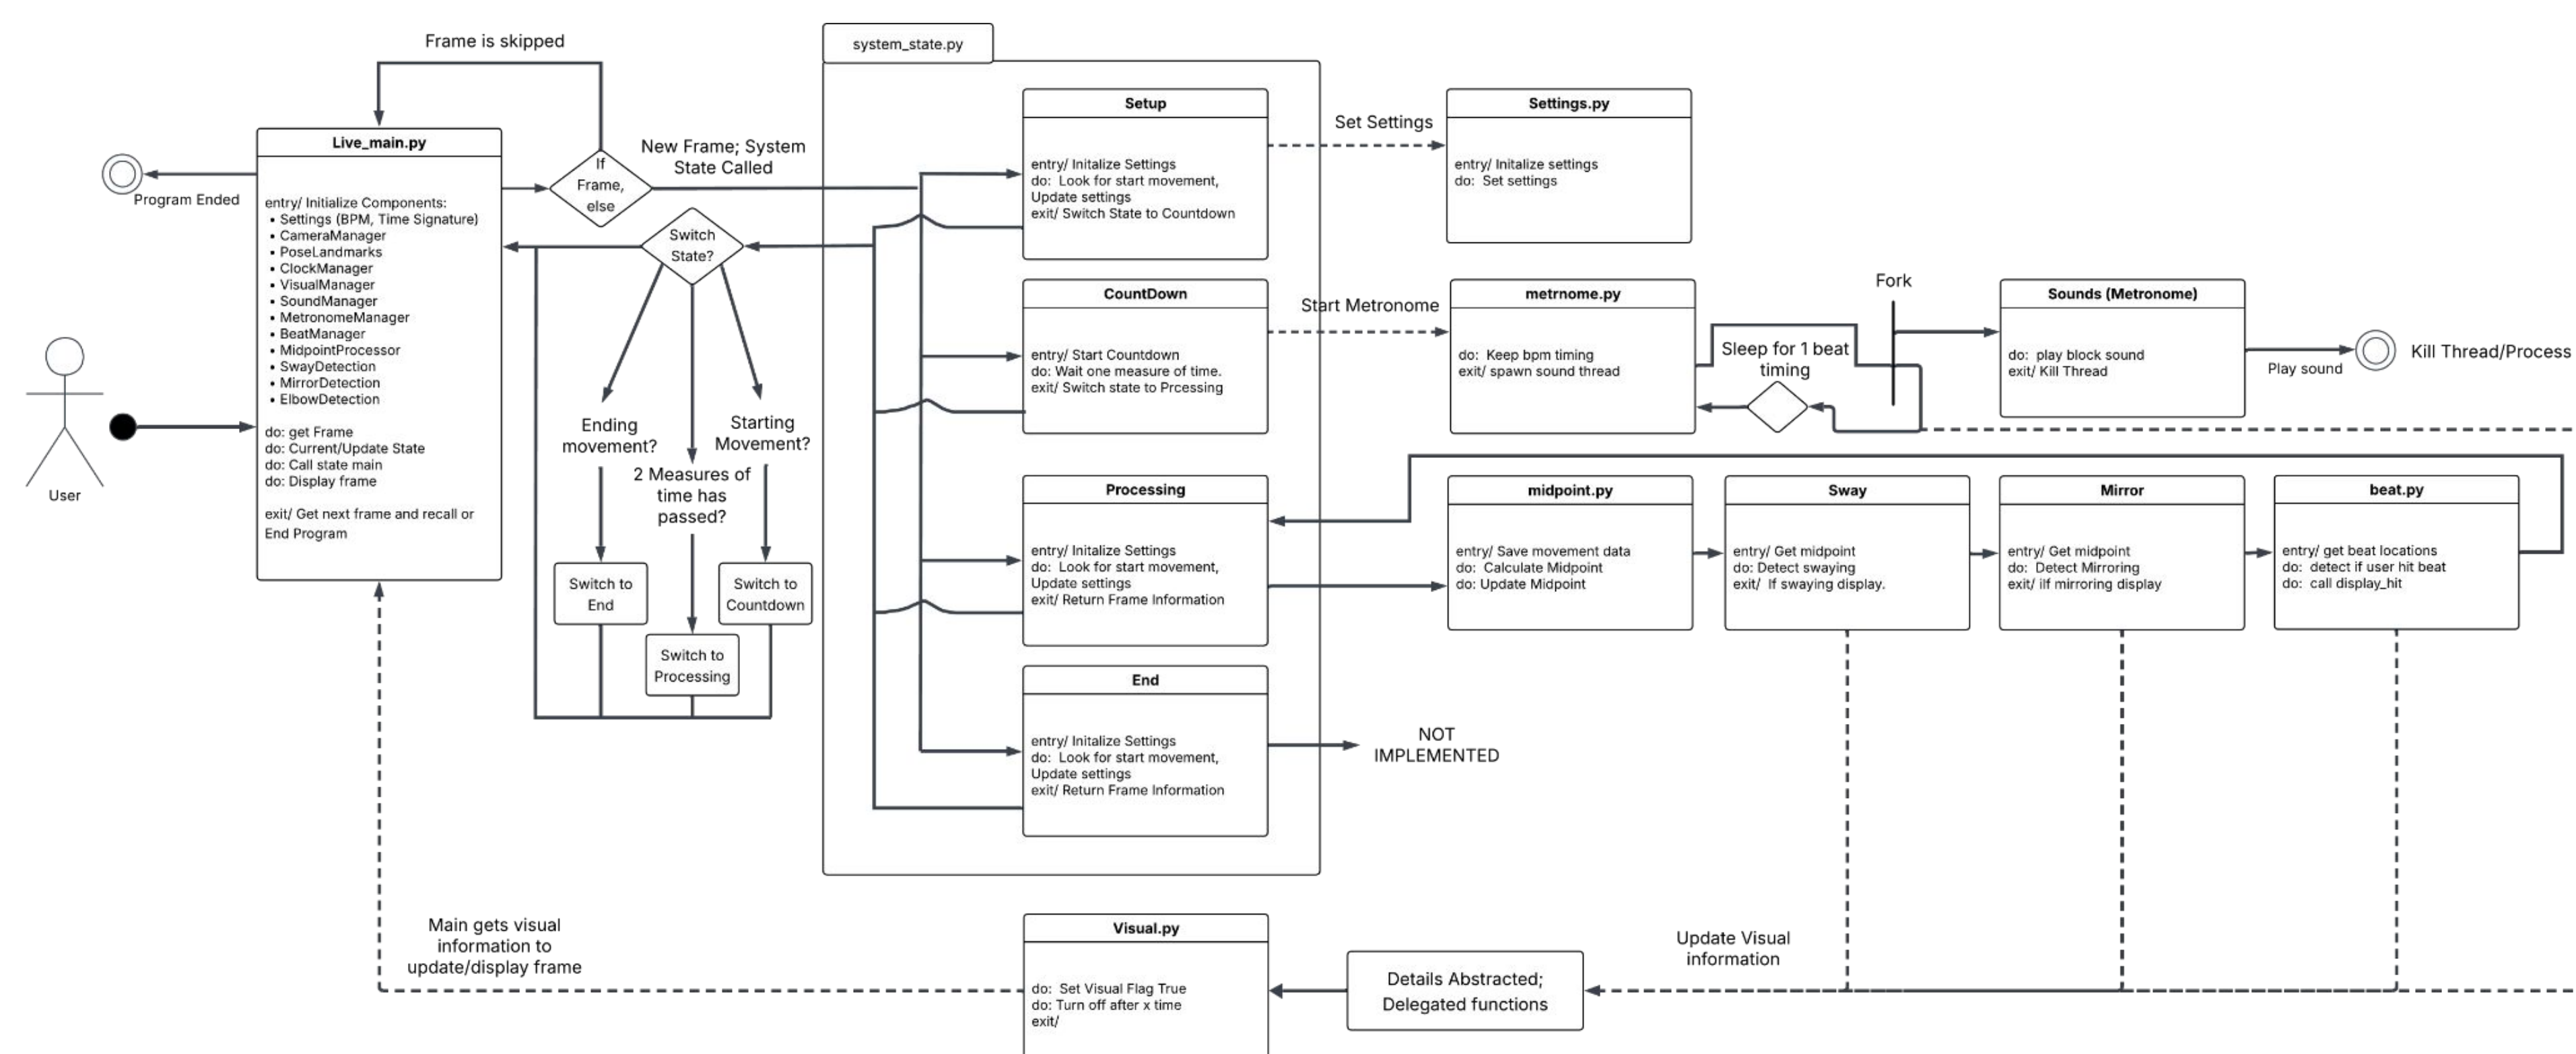 Frame is skipped
system_state.py
Live_main.py
entry/ Initialize Components:
• Settings (BPM, Time Signature)
• CameraManager
• PoseLandmarks
• ClockManager
• VisualManager
• SoundManager
• MetronomeManager
• BeatManager
• MidpointProcessor
• SwayDetection
• MirrorDetection
• ElbowDetection
do: get Frame
do: Current/Update State
do: Call state main
do: Display frame
exit/ Get next frame and recall or
End Program
Program Ended
User
If
Frame,
else
New Frame; System
State Called
Switch
State?
Ending
movement?
2 Measures of
time has
passed?
Starting
Movement?
Switch to
End
Switch to
Processing
Switch to
Countdown
Setup
entry/ Initalize Settings
do: Look for start movement,
Update settings
exit/ Switch State to Countdown
Set Settings
Settings.py
entry/ Initalize settings
do: Set settings
CountDown
entry/ Start Countdown
do: Wait one measure of time.
exit/ Switch state to Prcessing
Start Metronome
metrnome.py
do: Keep bpm timing
exit/ spawn sound thread
Sleep for 1 beat
timing
Fork
Sounds (Metronome)
do: play block sound
exit/ Kill Thread
Play sound
Kill Thread/Process
Processing
entry/ Initalize Settings
do: Look for start movement,
Update settings
exit/ Return Frame Information
midpoint.py
entry/ Save movement data
do: Calculate Midpoint
do: Update Midpoint
Sway
entry/ Get midpoint
do: Detect swaying
exit/ If swaying display.
Mirror
entry/ Get midpoint
do: Detect Mirroring
exit/ iIf mirroring display
beat.py
entry/ get beat locations
do: detect if user hit beat
do: call display_hit
End
entry/ Initalize Settings
do: Look for start movement,
Update settings
exit/ Return Frame Information
NOT
IMPLEMENTED
Main gets visual
information to
update/display frame
Visual.py
do: Set Visual Flag True
do: Turn off after x time
exit/
Details Abstracted;
Delegated functions
Update Visual
information